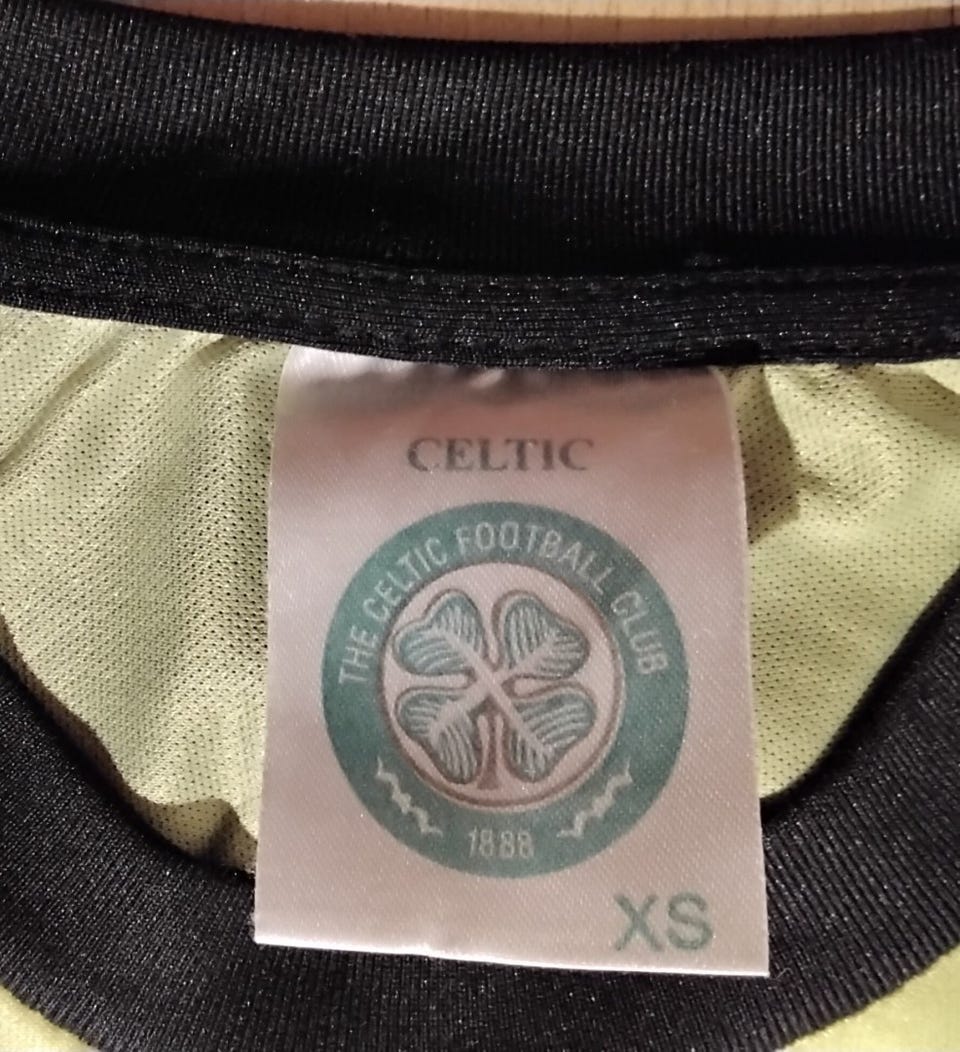 CELTIC
THE CELTIC FOOTBALL CLUB
1888
XS